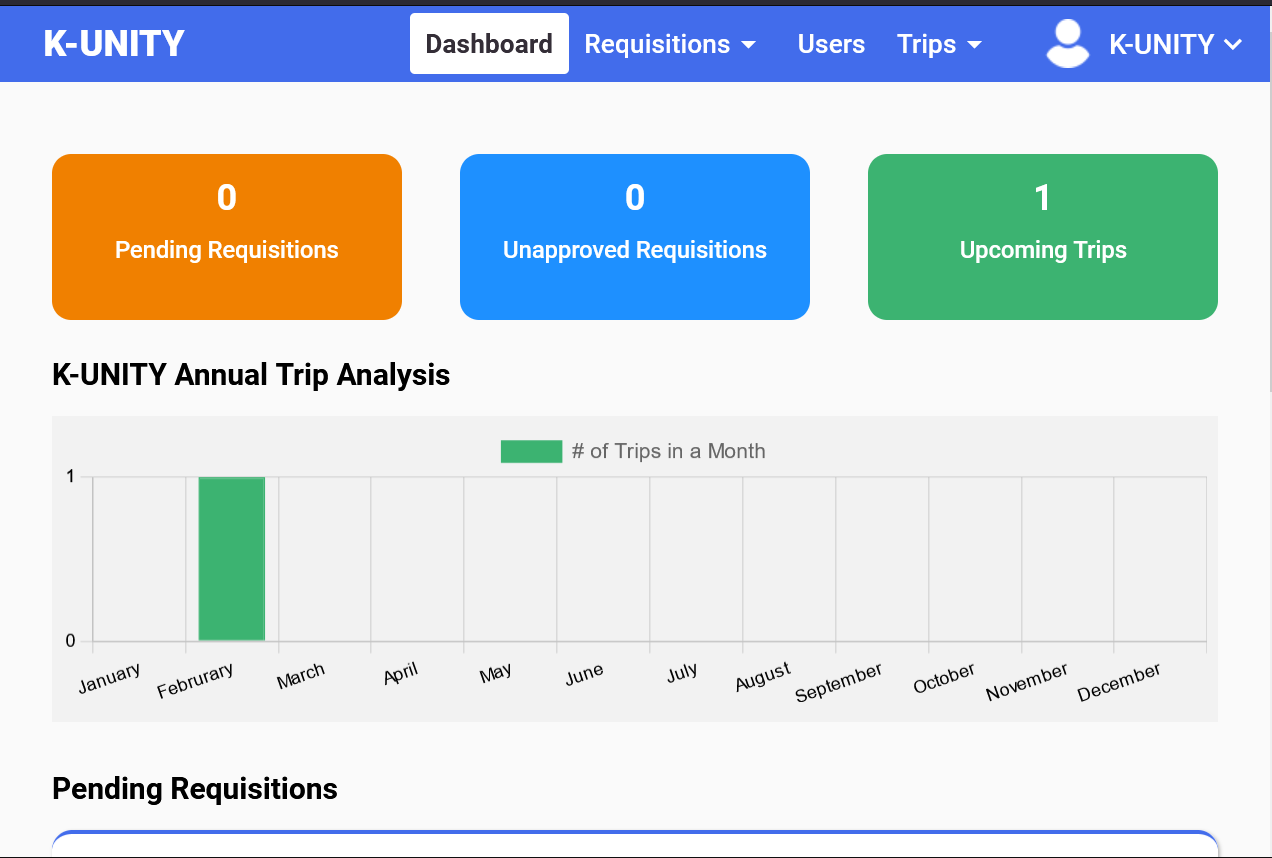 K-UNITY Dashboard Requisitions Users Trips K-UNITY
0 0 1
Pending Requisitions Unapproved Requisitions Upcoming Trips
K-UNITY Annual Trip Analysis
# of Trips in a Month
1
0
January Februrary March April May June July August September October November December
Pending Requisitions